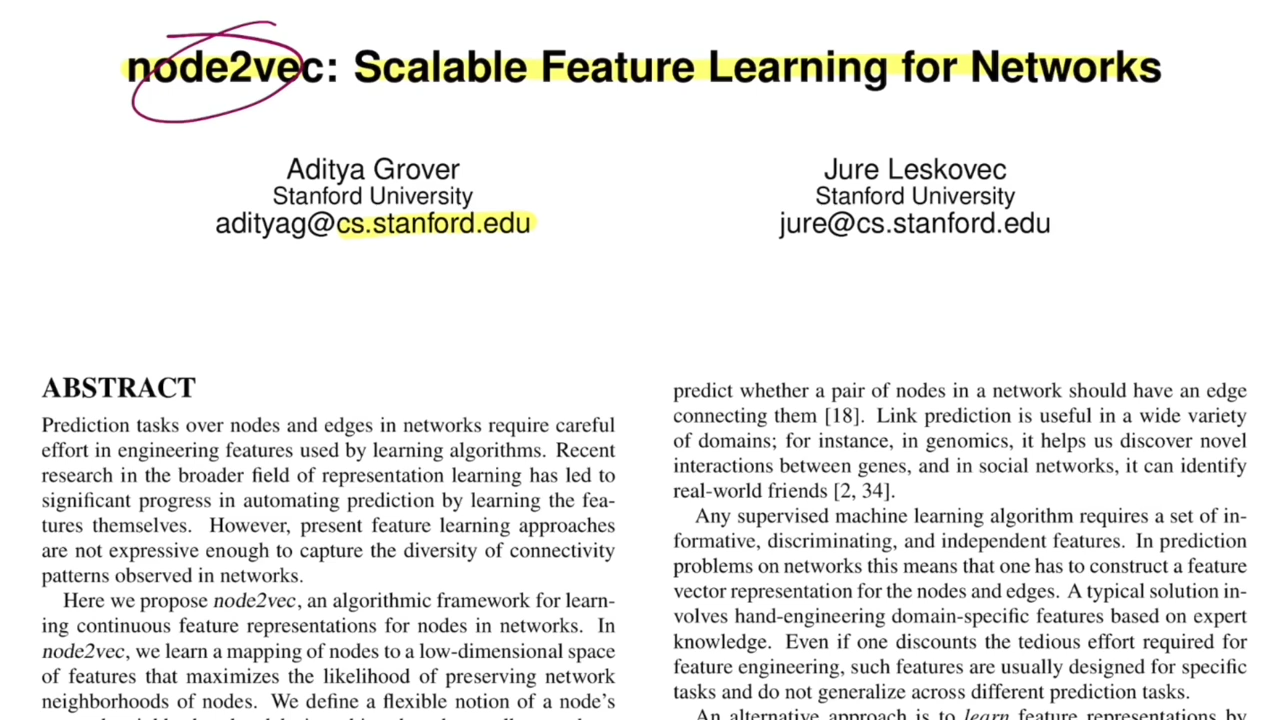 node2vec: Scalable Feature Learning for Networks
Aditya Grover
Stanford University
adityag@cs.stanford.edu
Jure Leskovec
Stanford University
jure@cs.stanford.edu
ABSTRACT
Prediction tasks over nodes and edges in networks require careful
effort in engineering features used by learning algorithms. Recent
research in the broader field of representation learning has led to
significant progress in automating prediction by learning the fea-
tures themselves. However, present feature learning approaches
are not expressive enough to capture the diversity of connectivity
patterns observed in networks.
Here we propose node2vec, an algorithmic framework for learn-
ing continuous feature representations for nodes in networks. In
node2vec, we learn a mapping of nodes to a low-dimensional space
of features that maximizes the likelihood of preserving network
neighborhoods of nodes. We define a flexible notion of a node's
predict whether a pair of nodes in a network should have an edge
connecting them [18]. Link prediction is useful in a wide variety
of domains; for instance, in genomics, it helps us discover novel
interactions between genes, and in social networks, it can identify
real-world friends [2, 34].
Any supervised machine learning algorithm requires a set of in-
formative, discriminating, and independent features. In prediction
problems on networks this means that one has to construct a feature
vector representation for the nodes and edges. A typical solution in-
volves hand-engineering domain-specific features based on expert
knowledge. Even if one discounts the tedious effort required for
feature engineering, such features are usually designed for specific
tasks and do not generalize across different prediction tasks.
An alternative approach is to learn feature representations by